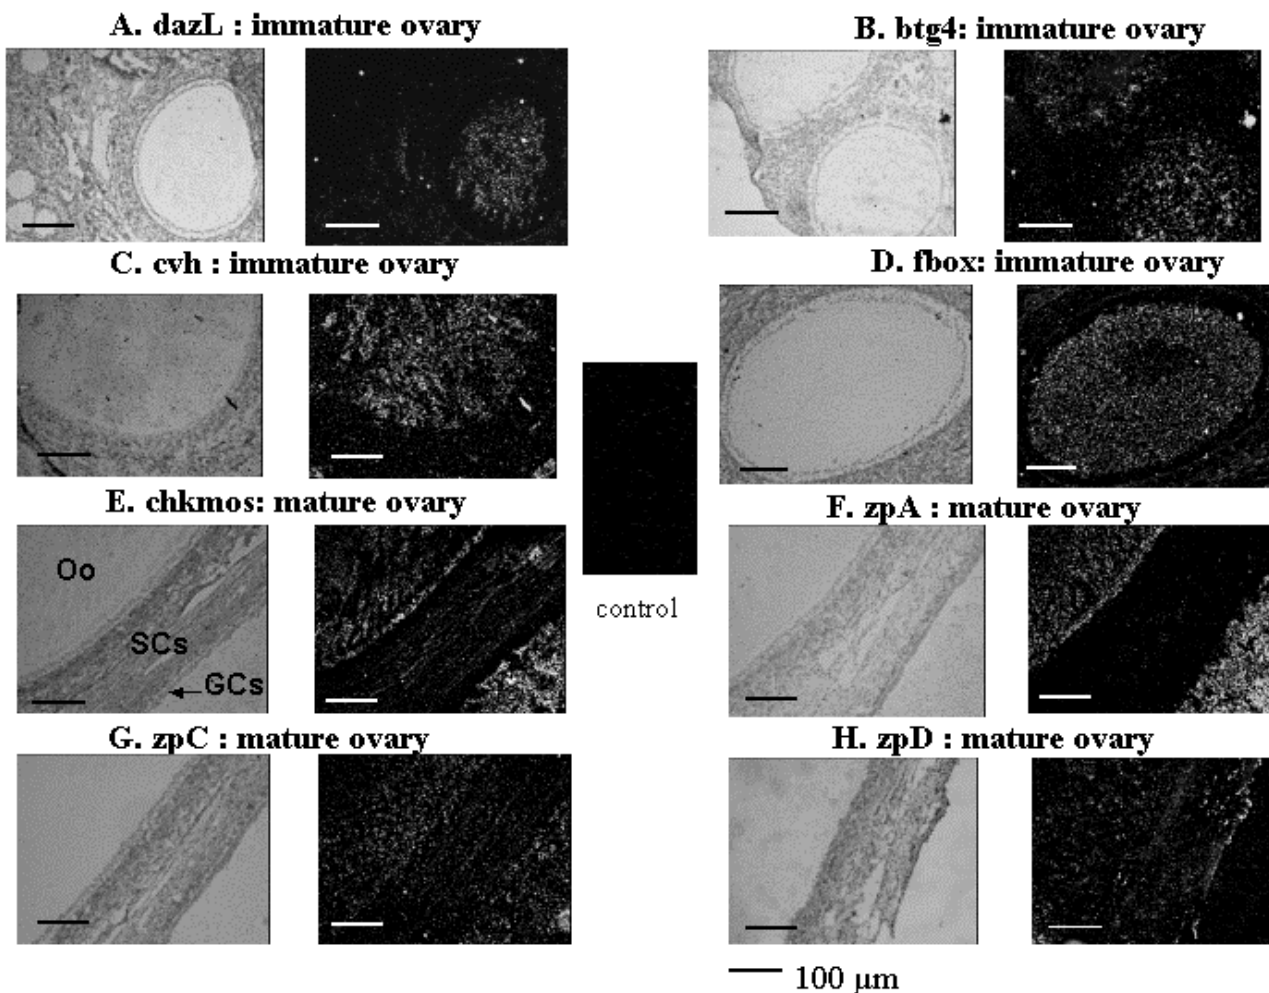 A. dazL : immature ovary
B. btg4: immature ovary
C. cvh : immature ovary
D. fbox: immature ovary
control
E. chkmos: mature ovary
F. zpA : mature ovary
Oo
SCs
GCs
G. zpC : mature ovary
H. zpD : mature ovary
100 µm